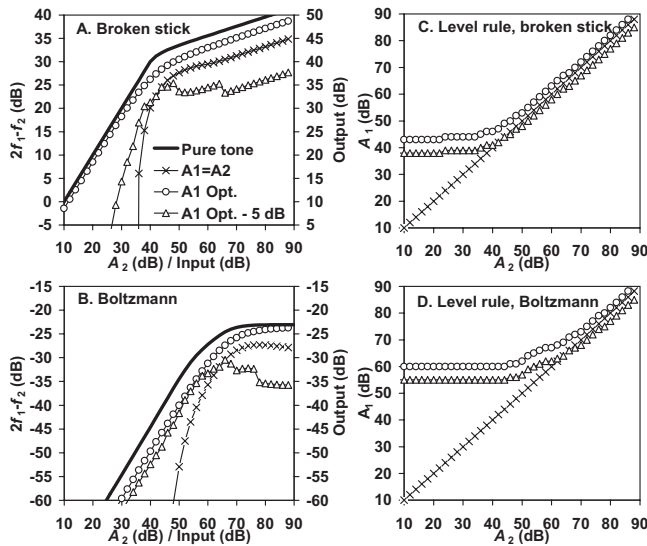 A. Broken stick
2f1-f2 (dB)
40
35
30
25
20
15
10
5
0
-5
50
45
40
35
30
25
20
15
10
5
Output (dB)
Pure tone
A1=A2
A1 Opt.
A1 Opt. - 5 dB
10 20 30 40 50 60 70 80 90
A2 (dB) / Input (dB)
C. Level rule, broken stick
A1 (dB)
90
80
70
60
50
40
30
20
10
10 20 30 40 50 60 70 80 90
A2 (dB)
B. Boltzmann
2f1-f2 (dB)
-15
-20
-25
-30
-35
-40
-45
-50
-55
-60
-15
-20
-25
-30
-35
-40
-45
-50
-55
-60
Output (dB)
10 20 30 40 50 60 70 80 90
A2 (dB) / Input (dB)
D. Level rule, Boltzmann
A1 (dB)
90
80
70
60
50
40
30
20
10
10 20 30 40 50 60 70 80 90
A2 (dB)